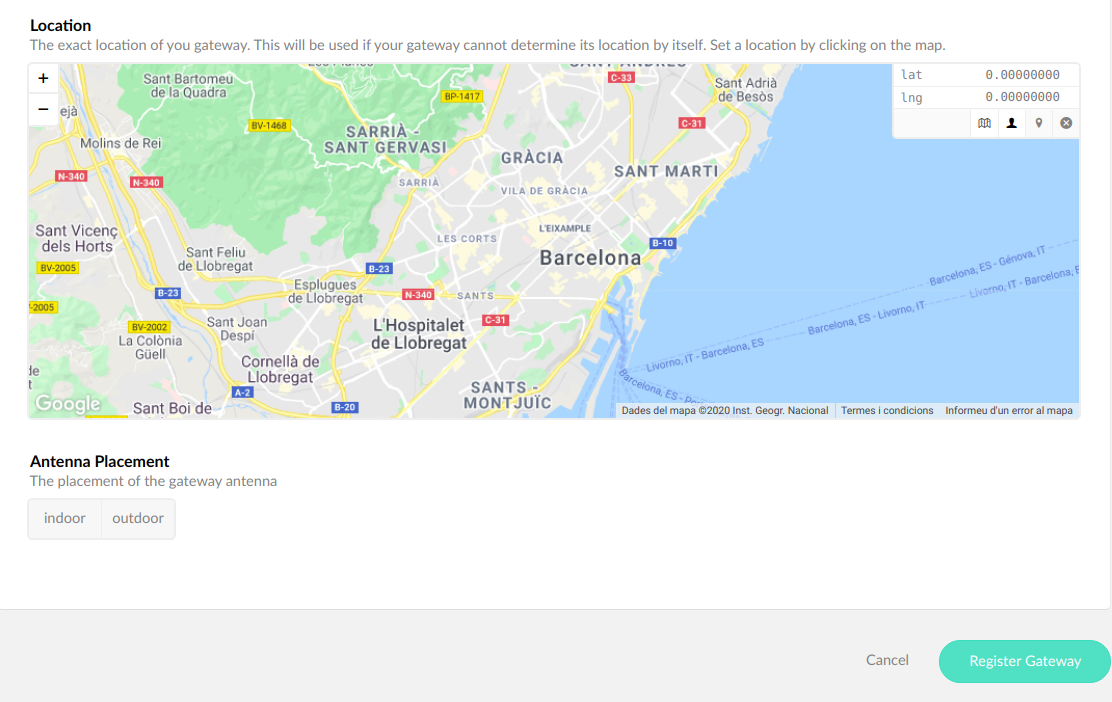 Location
The exact location of you gateway. This will be used if your gateway cannot determine its location by itself. Set a location by clicking on the map.
+
−
lat 0.00000000
lng 0.00000000
C-33
Sant Bartomeu
de la Quadra
Sant Adrià
de Besòs
BP-1417
ejà
BV-1468
SARRIÀ -
SANT GERVASI
C-31
Molins de Rei
GRÀCIA
SANT MARTI
N-340
N-340
SARRIÀ
VILA DE GRÀCIA
Sant Vicenç
dels Horts
L'EIXAMPLE
LES CORTS
B-10
Sant Feliu
de Llobregat
Barcelona
BV-2005
B-23
Barcelona, ES - Génova, IT
Esplugues
de Llobregat
B-23
N-340
SANTS
Livorno, IT - Barcelona, E
-2005
Sant Joan
Despí
C-31
BV-2002
L'Hospitalet
de Llobregat
Barcelona, ES - Livorno, IT
La Colònia
Güell
Livorno, IT - Barcelona, ES
Cornellà de
Llobregat
de
t
Barcelona, ES - Po
A-2
SANTS -
MONTJUÏC
Google
Sant Boi de
B-20
Dades del mapa ©2020 Inst. Geogr. Nacional
Termes i condicions
Informeu d'un error al mapa
Antenna Placement
The placement of the gateway antenna
indoor outdoor
Cancel Register Gateway